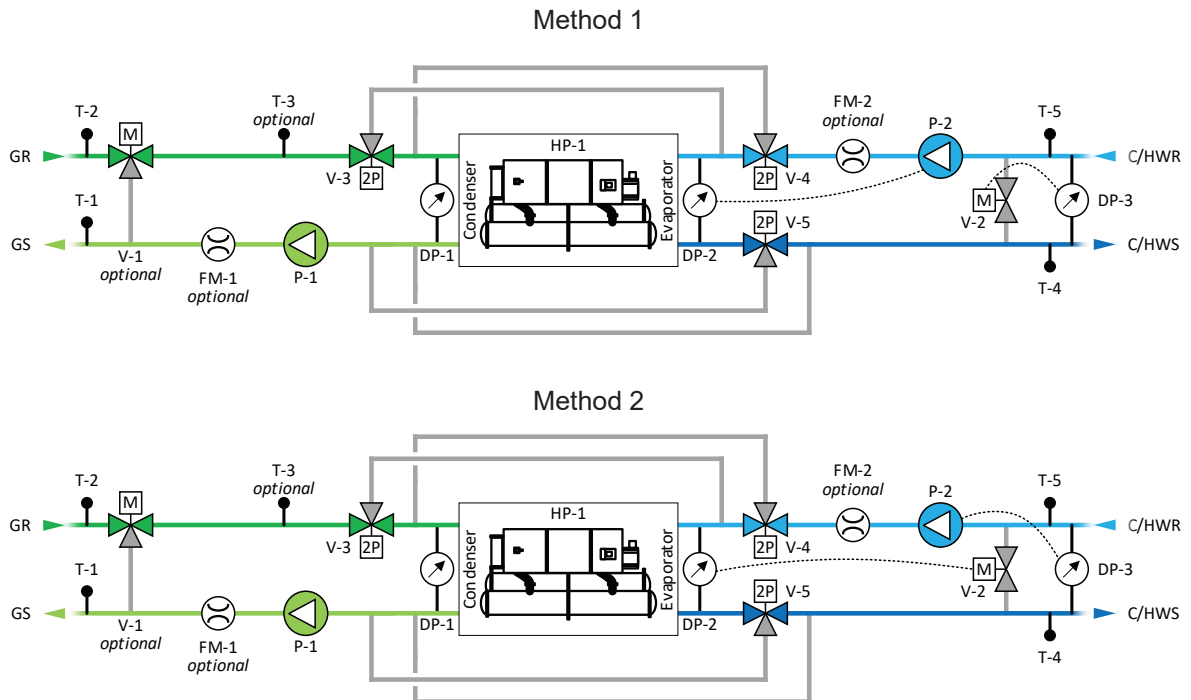 Method 1
T-2
T-3
optional
FM-2
optional
P-2
T-5
M
HP-1
GR
C/HWR
V-3
2P
2P
V-4
Condenser
Evaporator
M
V-2
DP-3
T-1
2P
V-5
GS
C/HWS
V-1
optional
FM-1
optional
P-1
DP-1
DP-2
T-4
Method 2
T-2
T-3
optional
FM-2
optional
P-2
T-5
M
HP-1
GR
C/HWR
V-3
2P
2P
V-4
Condenser
Evaporator
M
V-2
DP-3
T-1
2P
V-5
GS
C/HWS
V-1
optional
FM-1
optional
P-1
DP-1
DP-2
T-4